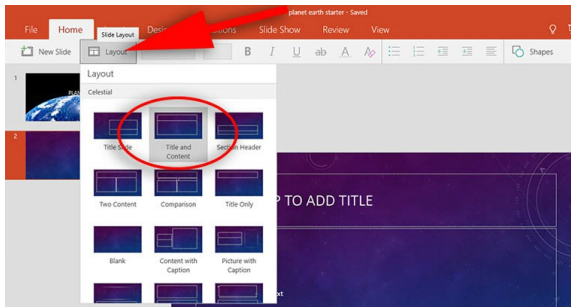 planet earth starter - Saved
File Home Slide Show Review View
Slide Layout
New Slide Layout B I U ab A Shapes
Layout
Celestial
1
PLAN
2
Title Slide Title and Content Section Header
Two Content Comparison Title Only
Blank Content with Caption Picture with Caption
P TO ADD TITLE
xt